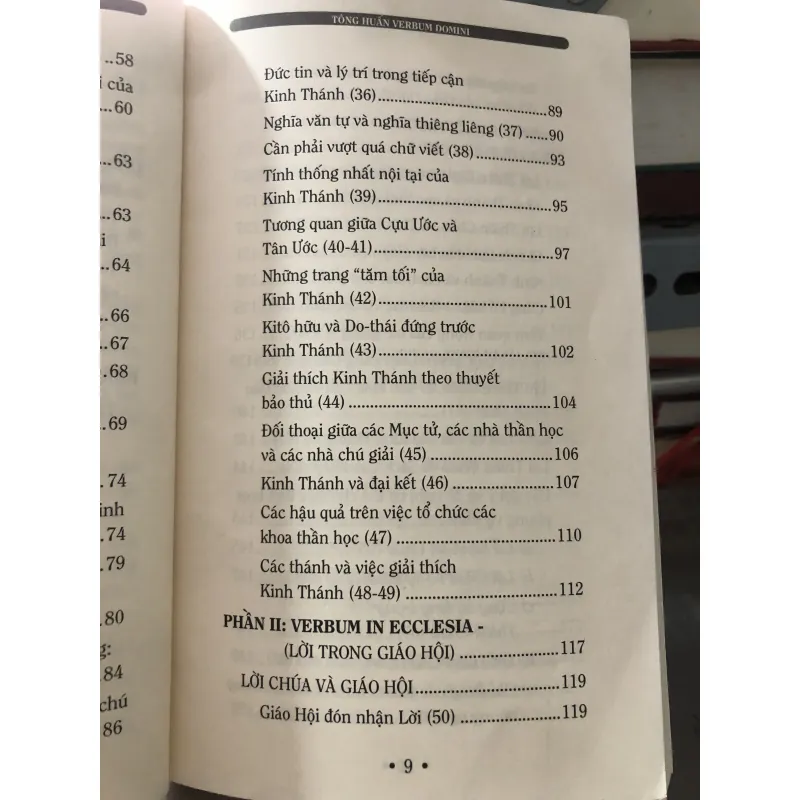 ..58
i của
...60
...63
...63
i
..64
..66
..67
.68
..69
. 74
inh
.74
.79
.80
g:
.84
chú
86
TÔNG HUẤN VERBUM DOMINI
Đức tin và lý trí trong tiếp cận
Kinh Thánh (36)..................................89
Nghĩa văn tự và nghĩa thiêng liêng (37) ......90
Cần phải vượt quá chữ viết (38)................93
Tính thống nhất nội tại của
Kinh Thánh (39)...................................95
Tương quan giữa Cựu Ước và
Tân Ước (40-41)....................................97
Những trang “tăm tối” của
Kinh Thánh (42)..................................101
Kitô hữu và Do-thái đứng trước
Kinh Thánh (43)..................................102
Giải thích Kinh Thánh theo thuyết
bảo thủ (44) ........................................104
Đối thoại giữa các Mục tử, các nhà thần học
và các nhà chú giải (45) ........................106
Kinh Thánh và đại kết (46) ....................107
Các hậu quả trên việc tổ chức các
khoa thần học (47) ...............................110
Các thánh và việc giải thích
Kinh Thánh (48-49) ..............................112
PHẦN II: VERBUM IN ECCLESIA -
(LỜI TRONG GIÁO HỘI) ....................117
LỜI CHÚA VÀ GIÁO HỘI.............................119
Giáo Hội đón nhận Lời (50) ....................119
• 9 •